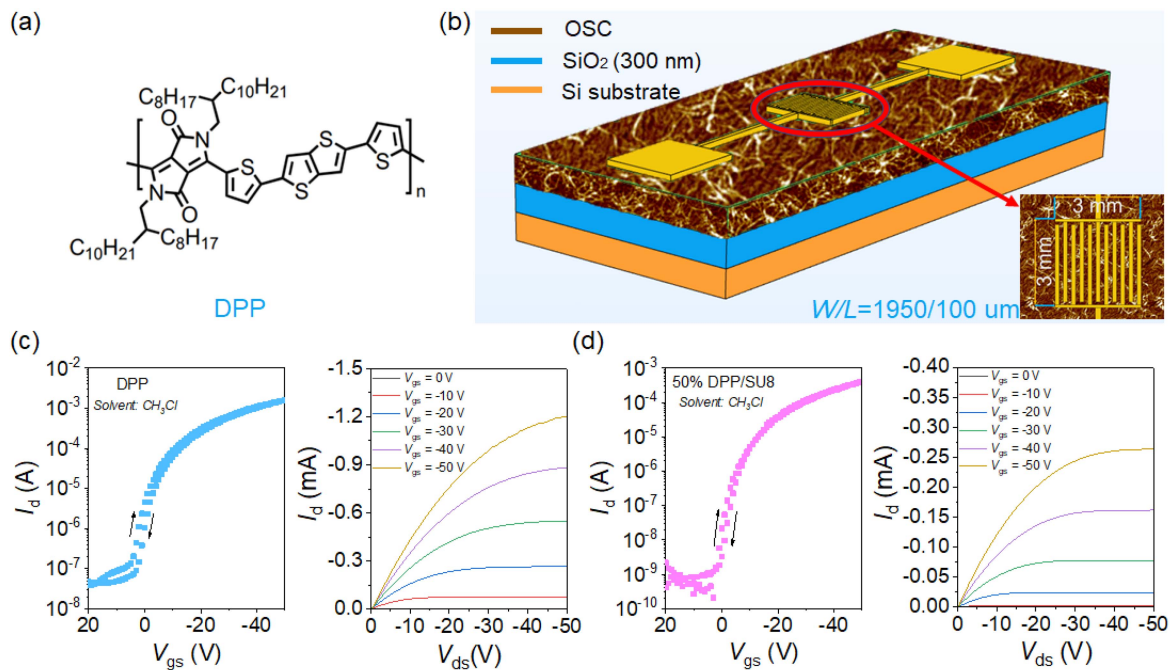 (a)
C8H17
C10H21
O
N
S
S
S
S
N
O
n
C10H21
C8H17
DPP
(b)
OSC
SiO2 (300 nm)
Si substrate
3 mm
3 mm
W/L=1950/100 um
(c)
10-2
10-3
10-4
10-5
10-6
10-7
10-8
Id (A)
DPP
Solvent: CH3Cl
20
0
-20
-40
Vgs (V)
-1.5
-1.2
-0.9
-0.6
-0.3
0.0
Id (mA)
Vgs = 0 V
Vgs = -10 V
Vgs = -20 V
Vgs = -30 V
Vgs = -40 V
Vgs = -50 V
0
-10
-20
-30
-40
-50
Vds(V)
(d)
10-3
10-4
10-5
10-6
10-7
10-8
10-9
10-10
Id (A)
50% DPP/SU8
Solvent: CH3Cl
20
0
-20
-40
Vgs (V)
-0.40
-0.35
-0.30
-0.25
-0.20
-0.15
-0.10
-0.05
0.00
Id (mA)
Vgs = 0 V
Vgs = -10 V
Vgs = -20 V
Vgs = -30 V
Vgs = -40 V
Vgs = -50 V
0
-10
-20
-30
-40
-50
Vds (V)